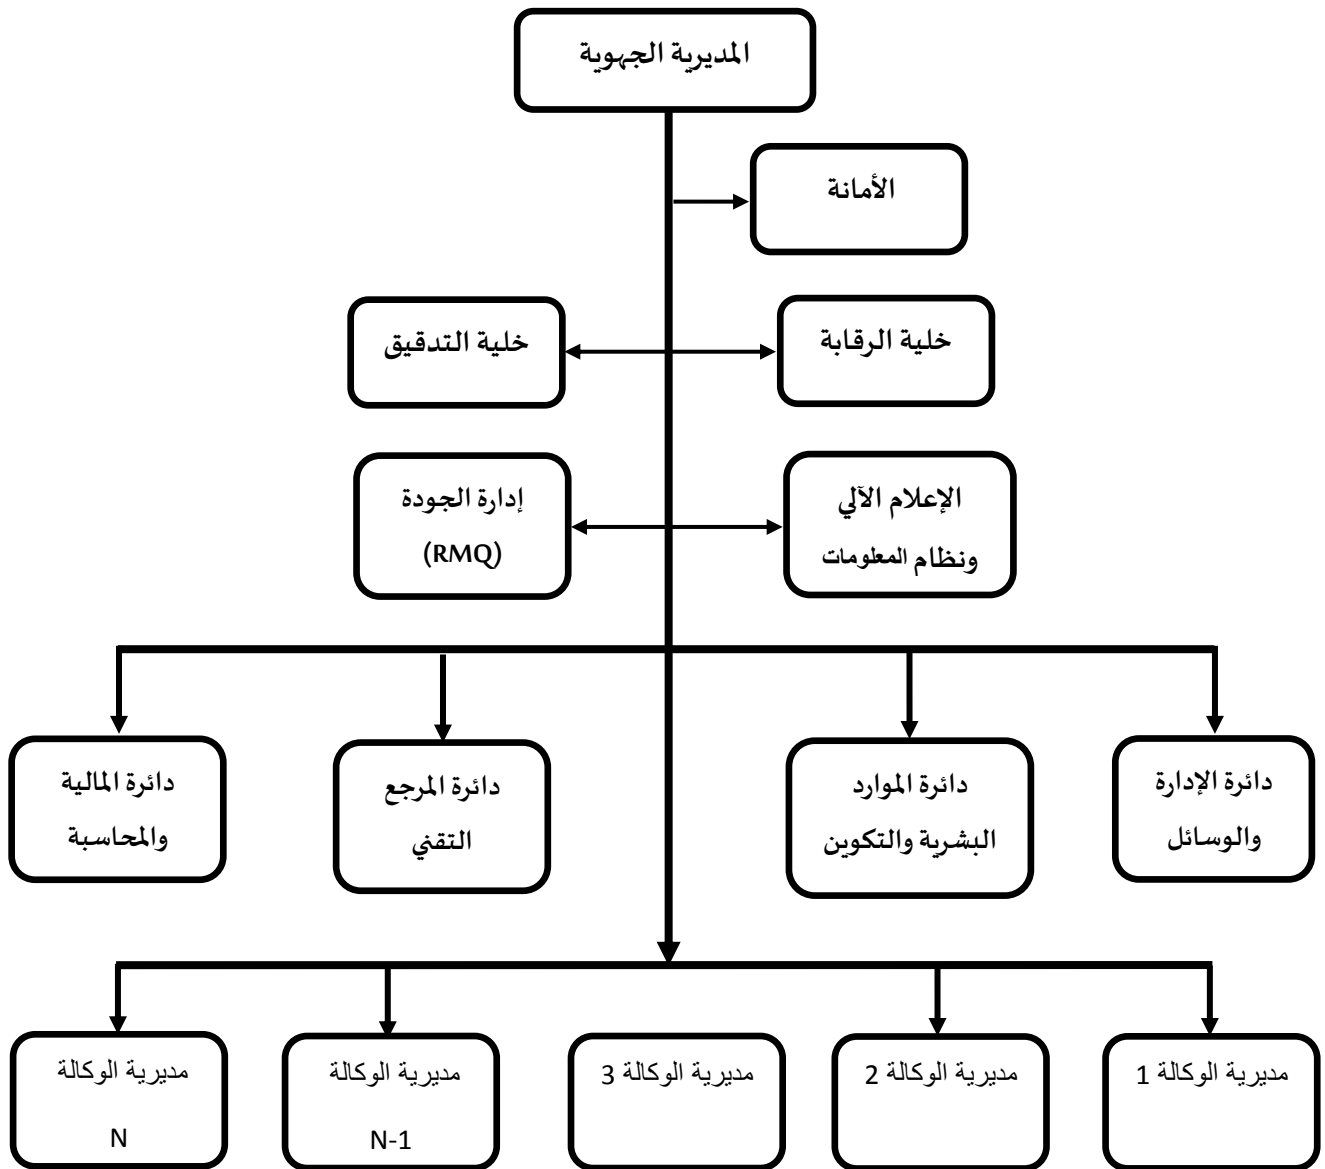 المديرية الجهوية
الأمانة
خلية الرقابة
خلية التدقيق
الإعلام الآلي
ونظام المعلومات
إدارة الجودة
(RMQ)
دائرة الإدارة
والوسائل
دائرة الموارد
البشرية والتكوين
دائرة المرجع
التقني
دائرة المالية
والمحاسبة
مديرية الوكالة 1
مديرية الوكالة 2
مديرية الوكالة 3
مديرية الوكالة
N-1
مديرية الوكالة
N